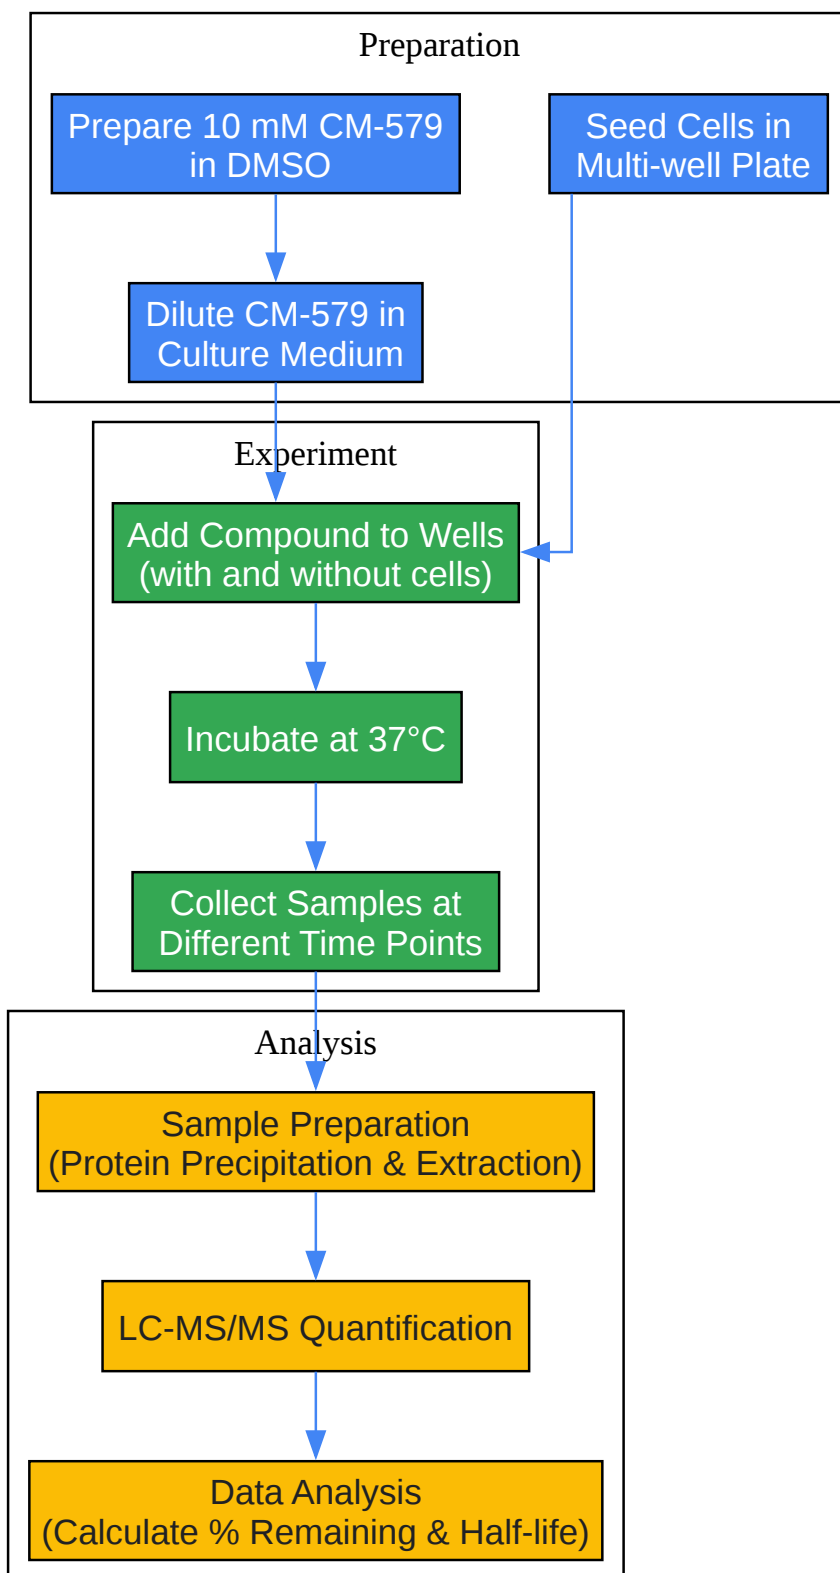 Preparation
Prepare 10 mM CM-579
in DMSO
Seed Cells in
Multi-well Plate
Dilute CM-579 in
Culture Medium
Experiment
Add Compound to Wells
(with and without cells)
Incubate at 37°C
Collect Samples at
Different Time Points
Analysis
Sample Preparation
(Protein Precipitation & Extraction)
LC-MS/MS Quantification
Data Analysis
(Calculate % Remaining & Half-life)